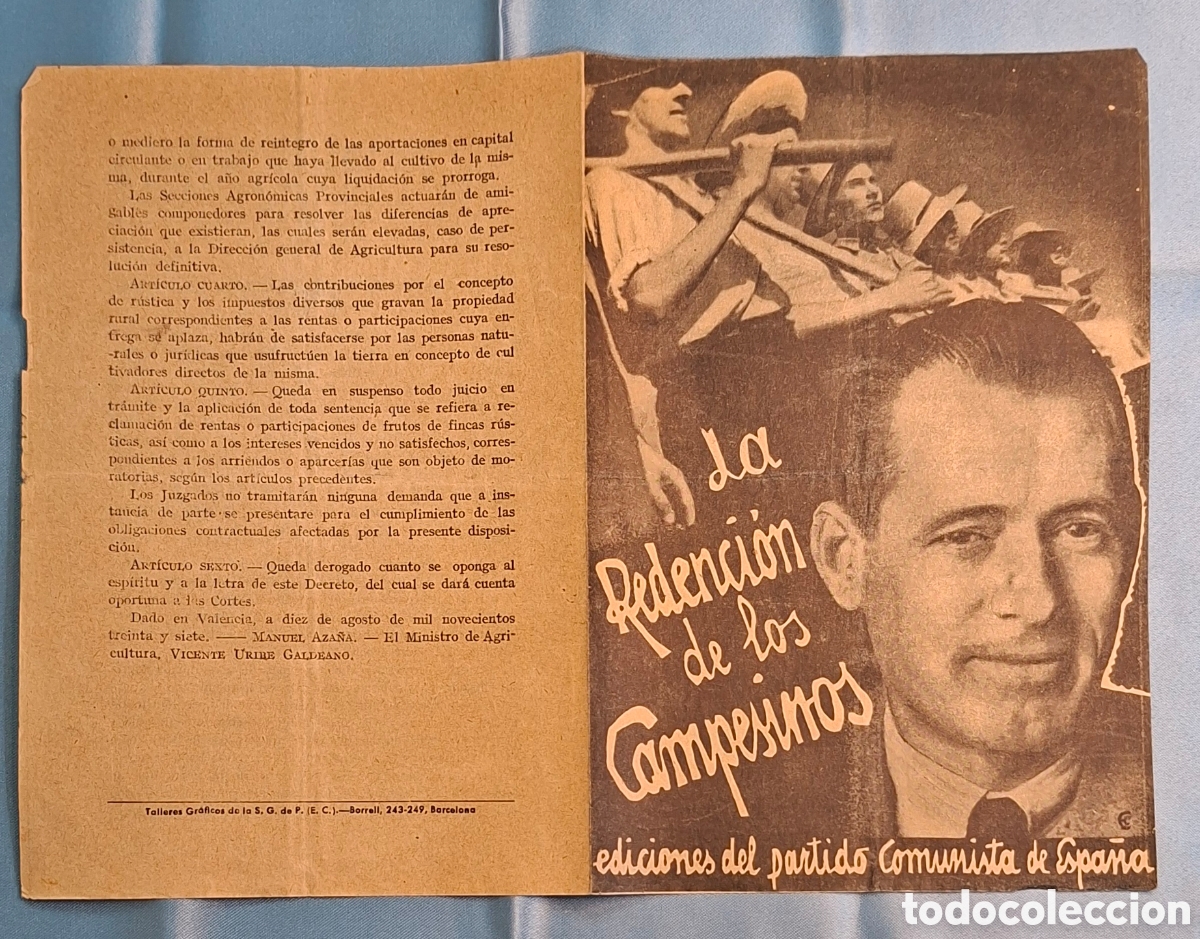 o mediero la forma de reintegro de las aportaciones en capital
circulante o en trabajo que haya llevado al cultivo de la mis-
ma, durante el año agrícola cuya liquidación se prorroga.
Las Secciones Agronómicas Provinciales actuarán de ami-
gables componedores para resolver las diferencias de apre-
ciación que existieran, las cuales serán elevadas, caso de per-
sistencia, a la Dirección general de Agricultura para su reso-
lución definitiva.
ARTÍCULO CUARTO. — Las contribuciones por el concepto
de rústica y los impuestos diversos que gravan la propiedad
rural correspondientes a las rentas o participaciones cuya en-
trega se aplaza, habrán de satisfacerse por las personas natu-
rales o jurídicas que usufructúen la tierra en concepto de cul
tivadores directos de la misma.
ARTÍCULO QUINTO. — Queda en suspenso todo juicio en
trámite y la aplicación de toda sentencia que se refiera a re-
clamación de rentas o participaciones de frutos de fincas rús-
ticas, así como a los intereses vencidos y no satisfechos, corres-
pondientes a los arriendos o aparcerías que son objeto de mo-
ratorias, según los artículos precedentes.
Los Juzgados no tramitarán ninguna demanda que a ins-
tancia de parte se presentare para el cumplimiento de las
obligaciones contractuales afectadas por la presente disposi-
ción.
ARTÍCULO SEXTO. — Queda derogado cuanto se oponga al
espíritu y a la letra de este Decreto, del cual se dará cuenta
oportuna a las Cortes.
Dado en Valencia, a diez de agosto de mil novecientos
treinta y siete. — MANUEL AZAÑA. — El Ministro de Agri-
cultura, VICENTE URIBE GALDEANO.
Talleres Gráficos de la S. G. de P. (E. C.).—Borrell, 243-249, Barcelona
La
Redención
de los
Campesinos
ediciones del partido Comunista de España
todocoleccion